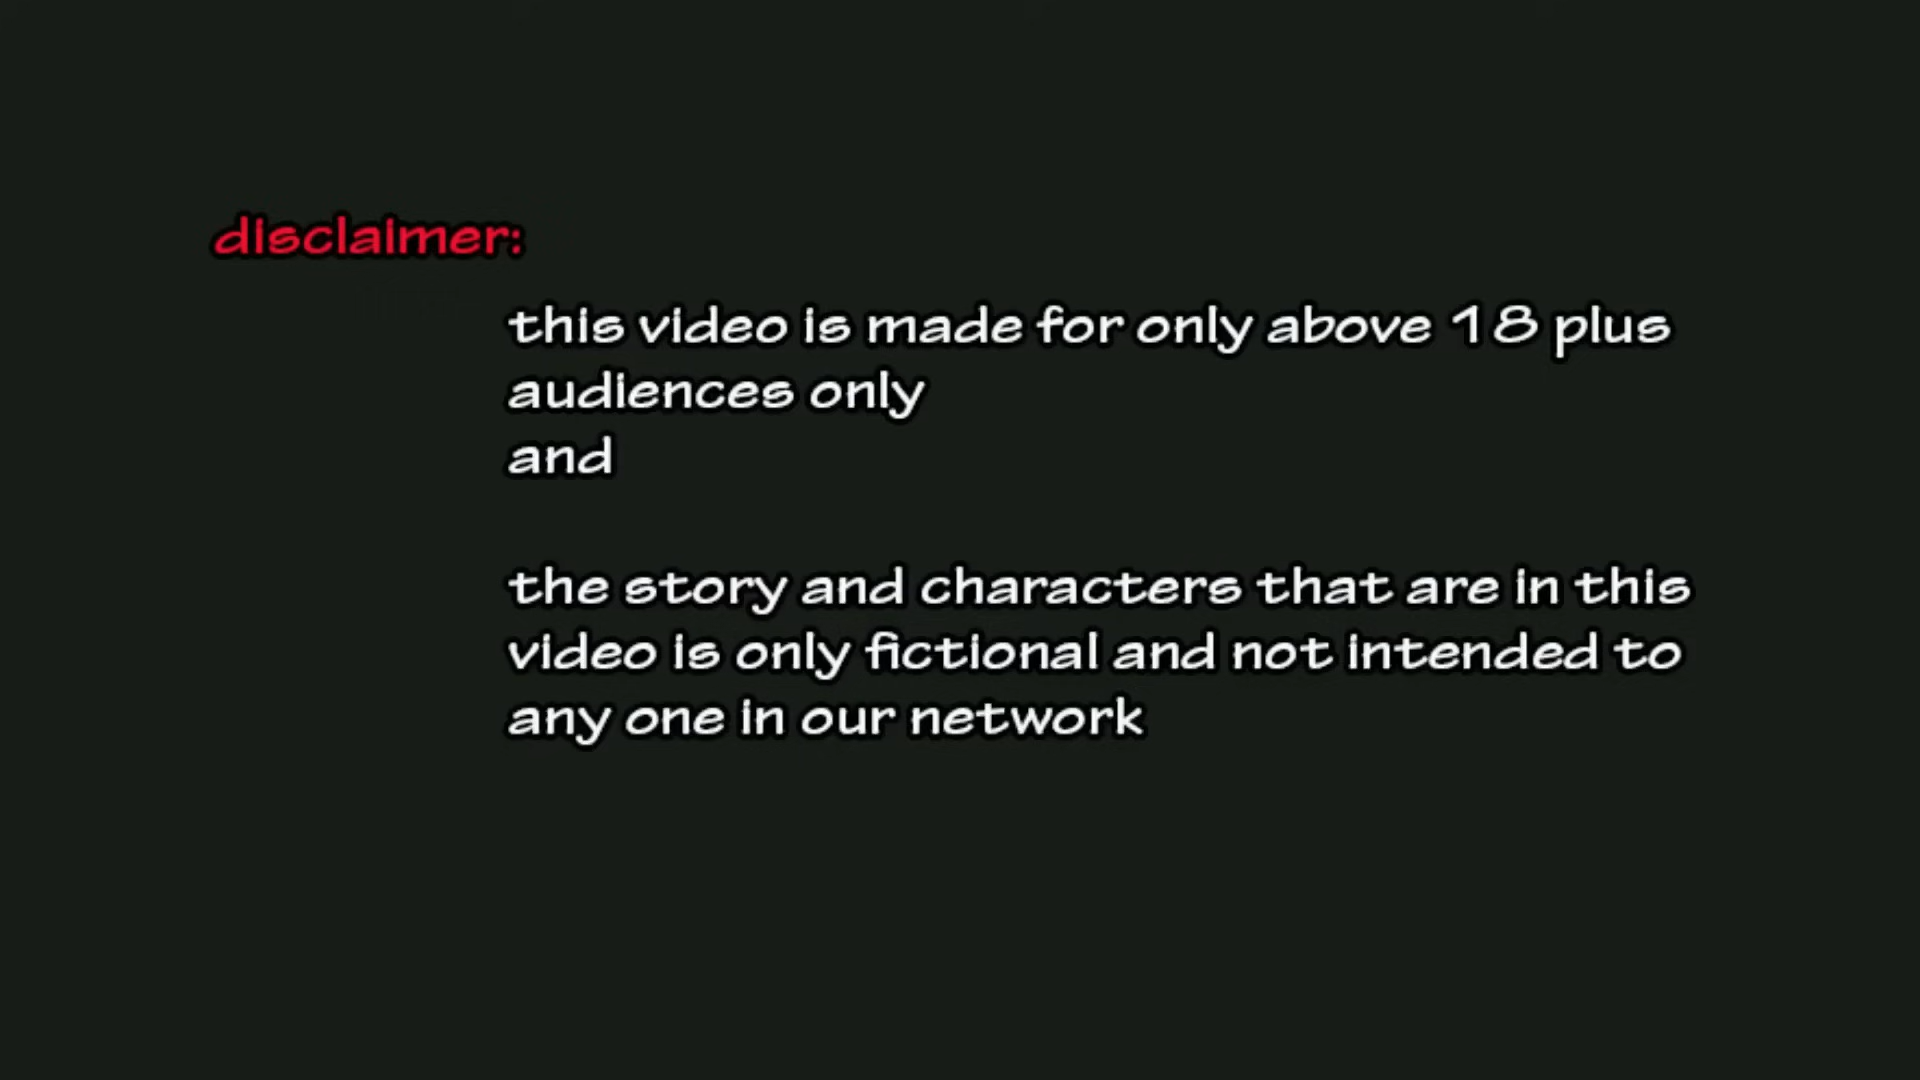 disclaimer:
this video is made for only above 18 plus
audiences only
and
the story and characters that are in this
video is only fictional and not intended to
any one in our network